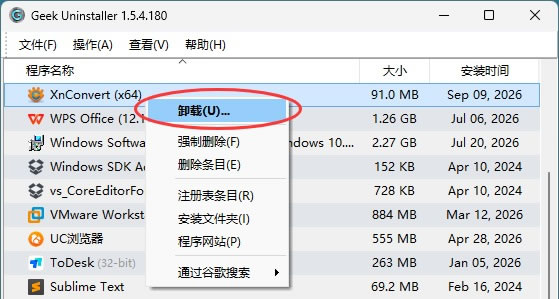 Geek Uninstaller 1.5.4.180
文件(F) 操作(A) 查看(V) 帮助(H)
程序名称 大小 安装时间
XnConvert (x64) 91.0 MB Sep 09, 2026
WPS Office (12.1 1.26 GB Jul 06, 2026
Windows Softwa 10.... 2.27 GB Jul 20, 2026
Windows SDK Ad 152 KB Apr 10, 2024
vs_CoreEditorFo 728 KB Apr 10, 2024
VMware Worksta 884 MB Mar 12, 2026
UC浏览器 555 MB Apr 28, 2026
ToDesk (32-bit) 263 MB Jan 05, 2026
Sublime Text 69.2 MB Feb 16, 2024
卸载(U)...
强制删除(F)
删除条目(E)
注册表条目(R)
安装文件夹(I)
程序网站(P)
通过谷歌搜索